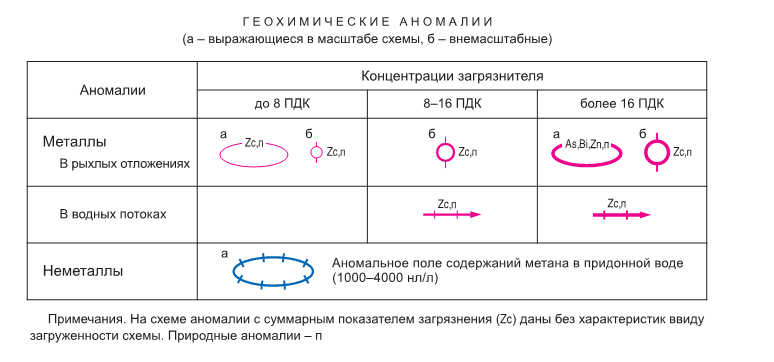 ГЕОХИМИЧЕСКИЕ АНОМАЛИИ
(а – выражающиеся в масштабе схемы, б – внемасштабные)
Аномалии
Концентрации загрязнителя
до 8 ПДК
8–16 ПДК
более 16 ПДК
Металлы
В рыхлых отложениях
а
Zc,п
б
Zc,п
б
Zc,п
а
As,Bi,Zn,п
б
Zc,п
В водных потоках
Zc,п
Zc,п
Неметаллы
а
Аномальное поле содержаний метана в придонной воде
(1000–4000 нл/л)
Примечания. На схеме аномалии с суммарным показателем загрязнения (Zc) даны без характеристик ввиду
загруженности схемы. Природные аномалии – п